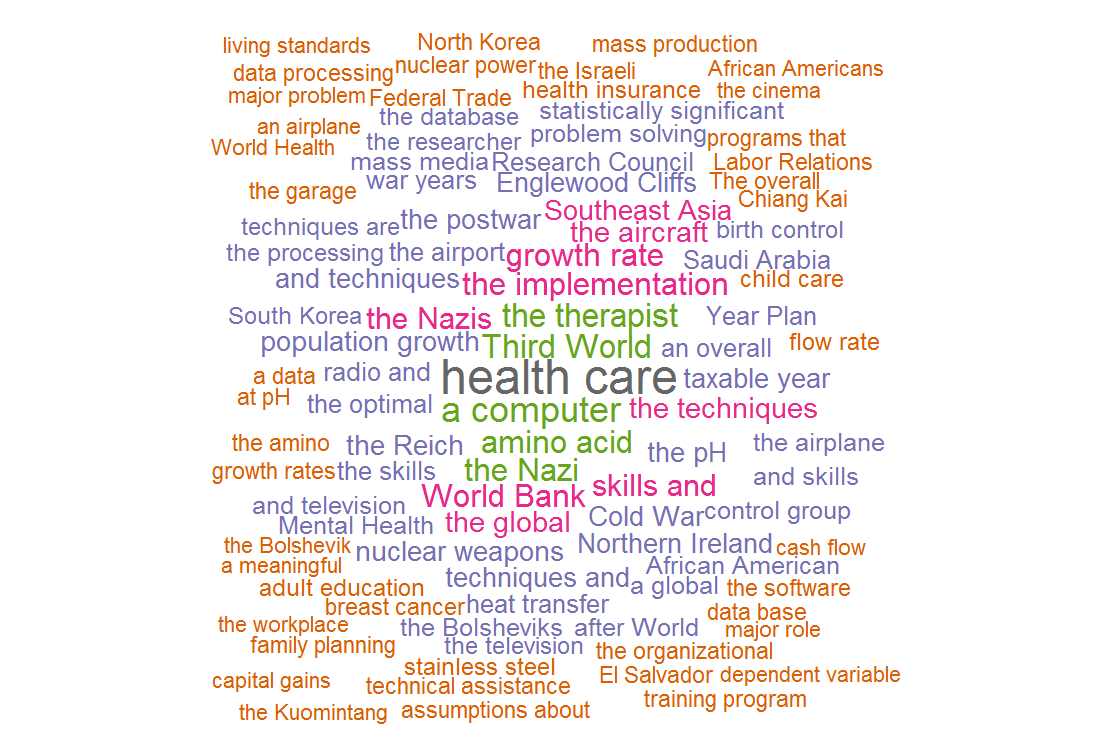 living standards North Korea mass production
data processing nuclear power the Israeli African Americans
major problem Federal Trade health insurance the cinema
an airplane the database statistically significant
World Health the researcher problem solving programs that
mass media Research Council Labor Relations
the garage war years Englewood Cliffs The overall
Southeast Asia Chiang Kai
techniques are the postwar the aircraft birth control
the processing the airport growth rate Saudi Arabia
and techniques the implementation child care
South Korea the Nazis the therapist Year Plan
population growth Third World an overall flow rate
a data radio and health care taxable year
at pH the optimal a computer the techniques
the amino the Reich amino acid the pH the airplane
growth rates the skills the Nazi and skills
and television World Bank skills and
Mental Health the global Cold War control group
the Bolshevik nuclear weapons Northern Ireland cash flow
a meaningful African American
adult education techniques and a global the software
breast cancer heat transfer data base
the workplace the Bolsheviks after World major role
family planning the television the organizational
stainless steel
capital gains technical assistance El Salvador dependent variable
the Kuomintang assumptions about training program